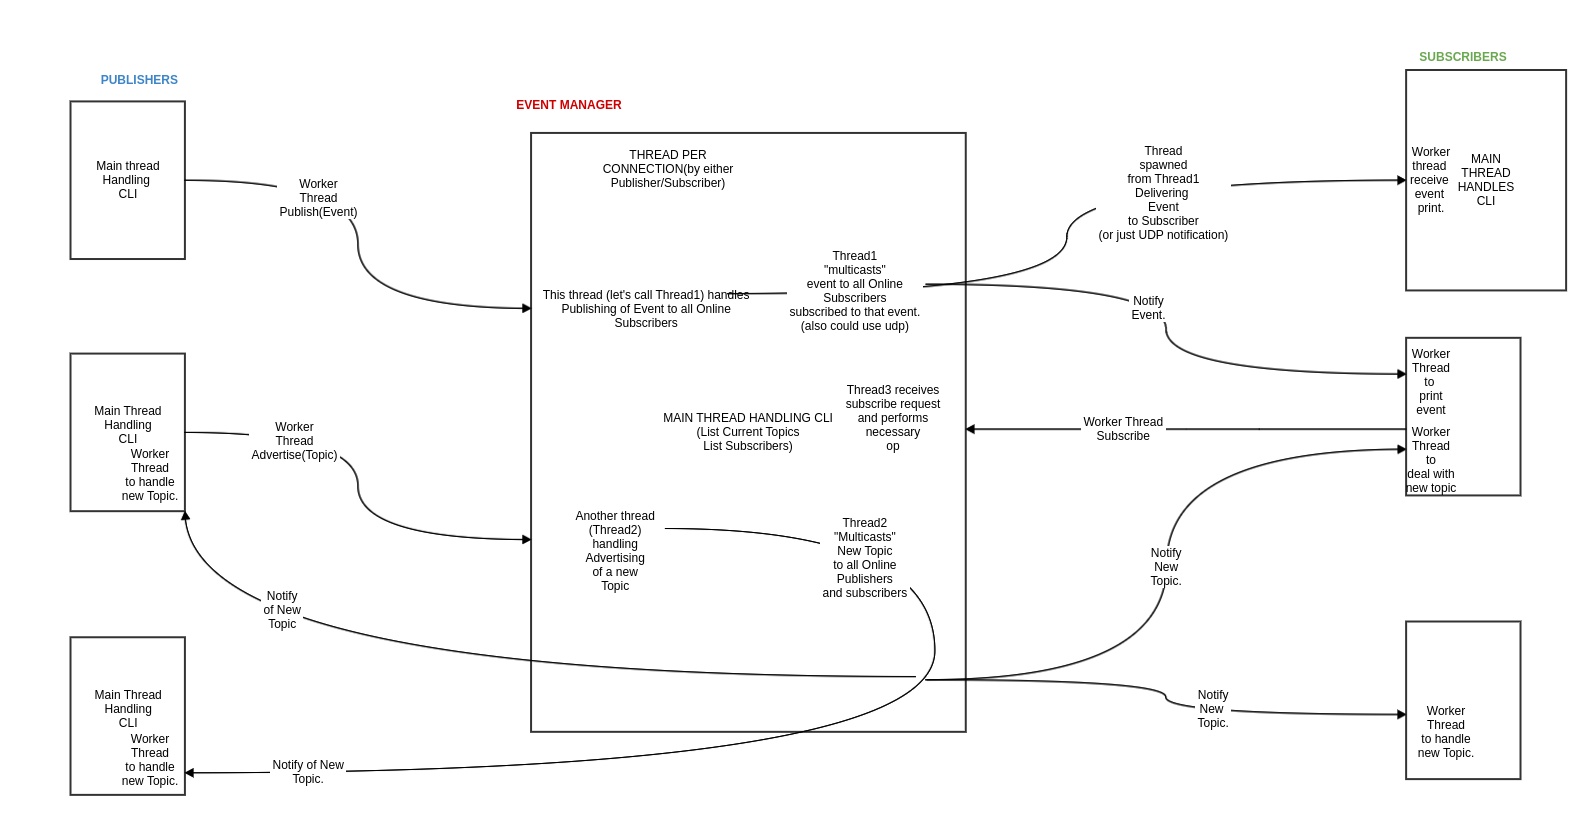 PUBLISHERS
Main thread
Handling
CLI
Worker
Thread
Publish(Event)
Main Thread
Handling
CLI
Worker
Thread
to handle
new Topic.
Worker
Thread
Advertise(Topic)
Notify
of New
Topic
Main Thread
Handling
CLI
Worker
Thread
to handle
new Topic.
Notify of New
Topic.
EVENT MANAGER
THREAD PER
CONNECTION(by either
Publisher/Subscriber)
This thread (let's call Thread1) handles
Publishing of Event to all Online
Subscribers
Thread1
"multicasts"
event to all Online
Subscribers
subscribed to that event.
(also could use udp)
MAIN THREAD HANDLING CLI
(List Current Topics
List Subscribers)
Thread3 receives
subscribe request
and performs
necessary
op
Another thread
(Thread2)
handling
Advertising
of a new
Topic
Thread2
"Multicasts"
New Topic
to all Online
Publishers
and subscribers
Thread
spawned
from Thread1
Delivering
Event
to Subscriber
(or just UDP notification)
Notify
Event.
Worker Thread
Subscribe
Notify
New
Topic.
Notify
New
Topic.
SUBSCRIBERS
Worker
thread
receive
event
print.
MAIN
THREAD
HANDLES
CLI
Worker
Thread
to
print
event
Worker
Thread
to
deal with
new topic
Worker
Thread
to handle
new Topic.